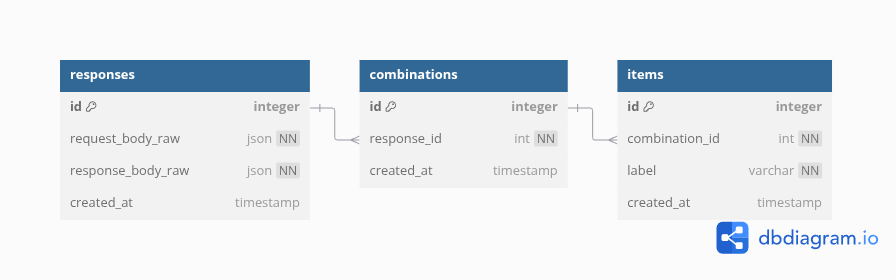 responses
id integer
request_body_raw json NN
response_body_raw json NN
created_at timestamp
combinations
id integer
response_id int NN
created_at timestamp
items
id integer
combination_id int NN
label varchar NN
created_at timestamp
dbdiagram.io